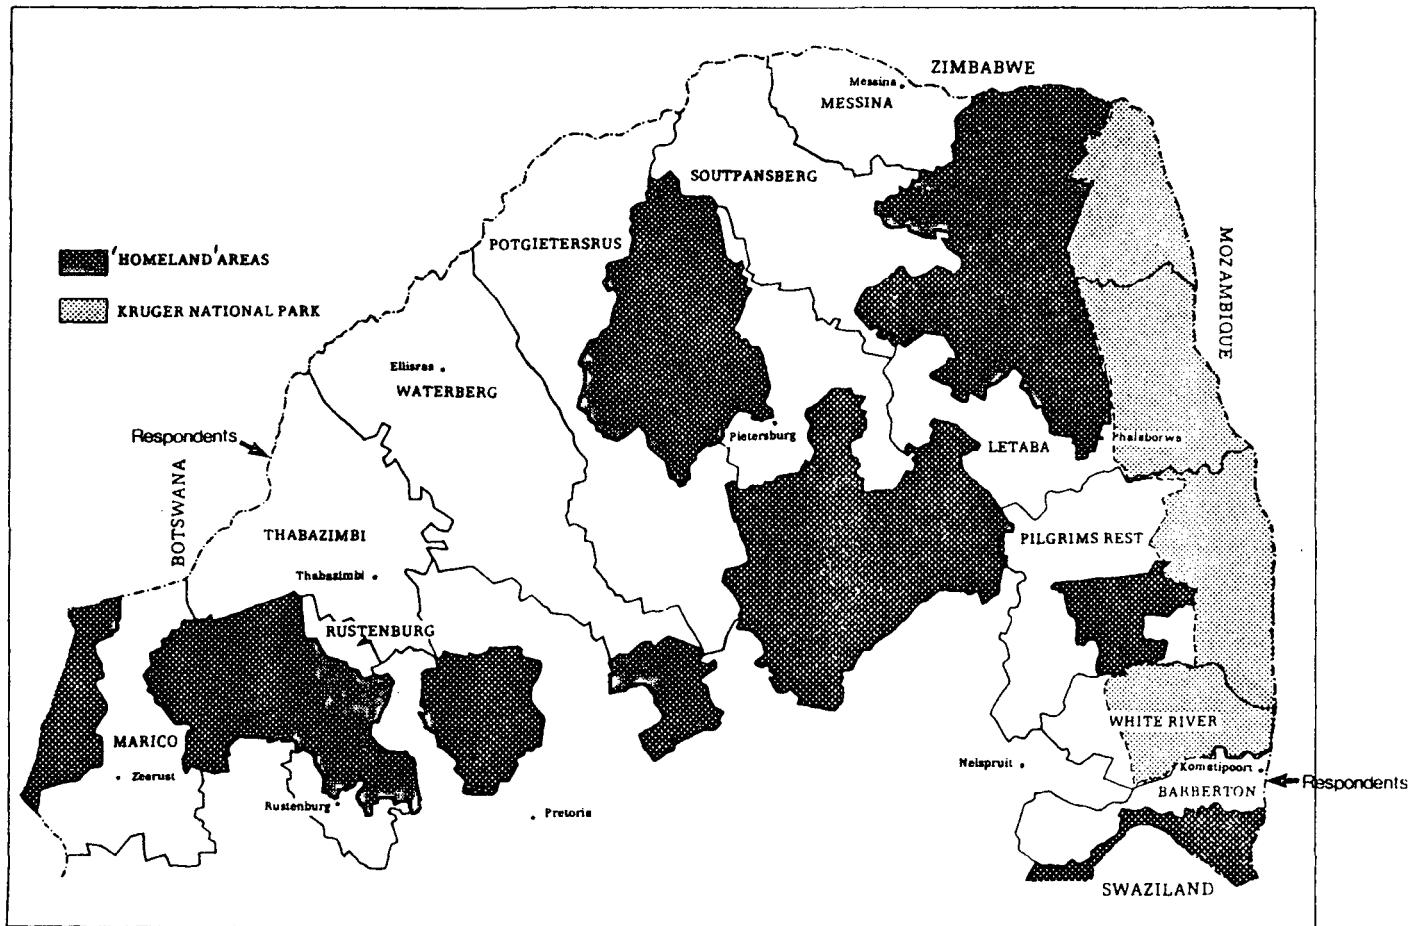 ZIMBABWE
Messina
MESSINA
SOUTPANSBERG
POTGIETERSRUS
MOZAMBIQUE
'HOMELAND' AREAS
KRUGER NATIONAL PARK
Ellisras
WATERBERG
Respondents
Pietersburg
LETABA
Phalaborwa
BOTSWANA
THABAZIMBI
PILGRIMS REST
Thabazimbi
RUSTENBURG
WHITE RIVER
MARICO
Zeerust
Nelspruit
Komatipoort
Respondents
BARBERTON
Rustenburg
Pretoria
SWAZILAND